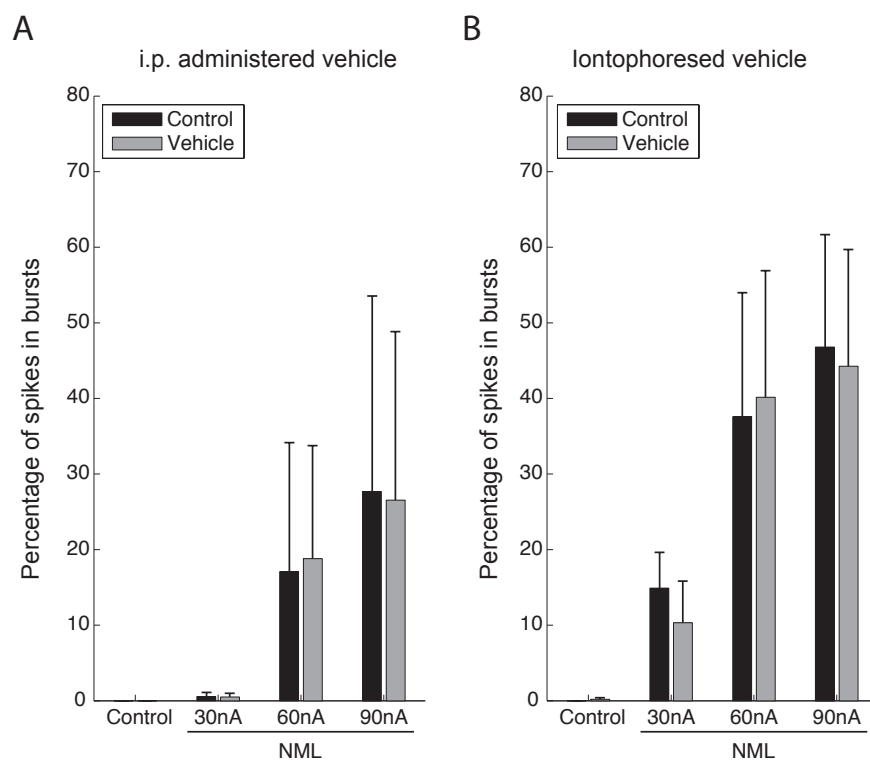 A
i.p. administered vehicle
Percentage of spikes in bursts
80
70
60
50
40
30
20
10
0
Control
Vehicle
Control
30nA
60nA
90nA
NML
B
Iontophoresed vehicle
Percentage of spikes in bursts
80
70
60
50
40
30
20
10
0
Control
Vehicle
Control
30nA
60nA
90nA
NML